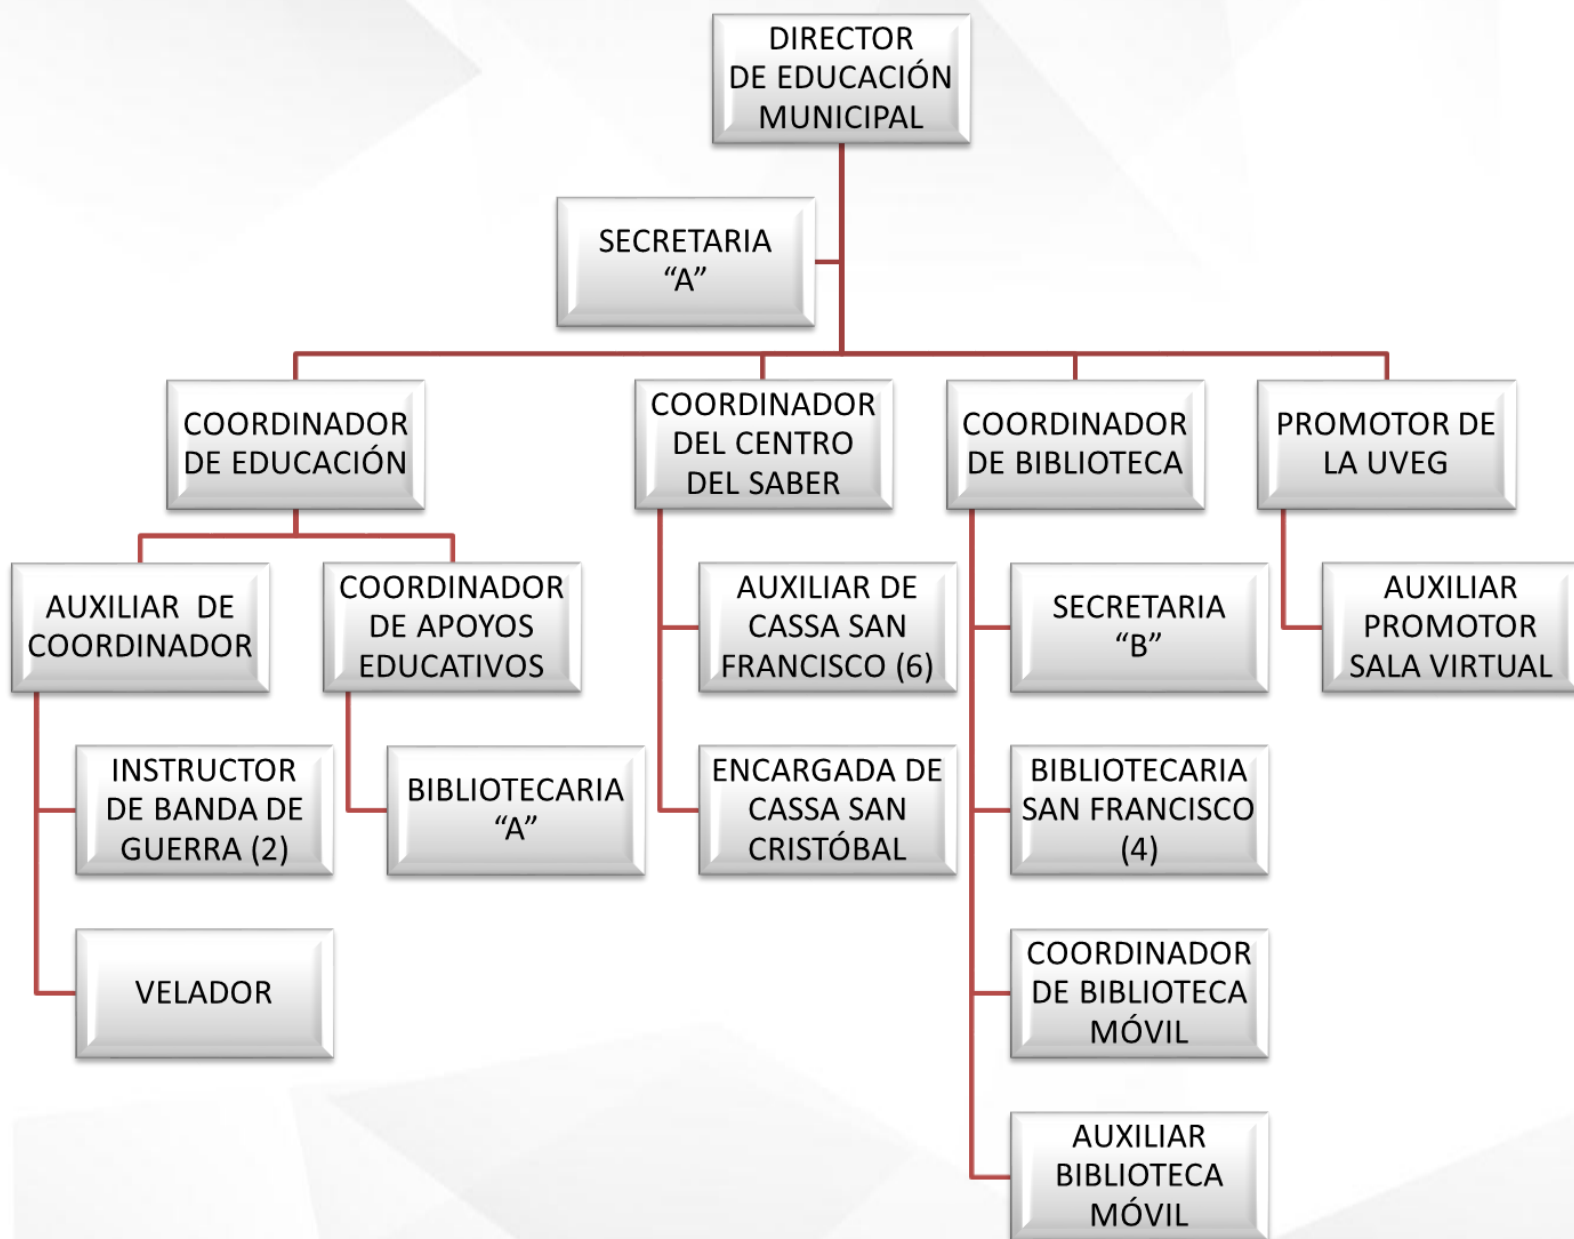 DIRECTOR
DE EDUCACIÓN
MUNICIPAL
SECRETARIA
“A”
COORDINADOR
DE EDUCACIÓN
COORDINADOR
DEL CENTRO
DEL SABER
COORDINADOR
DE BIBLIOTECA
PROMOTOR DE
LA UVEG
AUXILIAR DE
COORDINADOR
COORDINADOR
DE APOYOS
EDUCATIVOS
AUXILIAR DE
CASSA SAN
FRANCISCO (6)
SECRETARIA
“B”
AUXILIAR
PROMOTOR
SALA VIRTUAL
INSTRUCTOR
DE BANDA DE
GUERRA (2)
BIBLIOTECARIA
“A”
ENCARGADA DE
CASSA SAN
CRISTÓBAL
BIBLIOTECARIA
SAN FRANCISCO
(4)
VELADOR
COORDINADOR
DE BIBLIOTECA
MÓVIL
AUXILIAR
BIBLIOTECA
MÓVIL